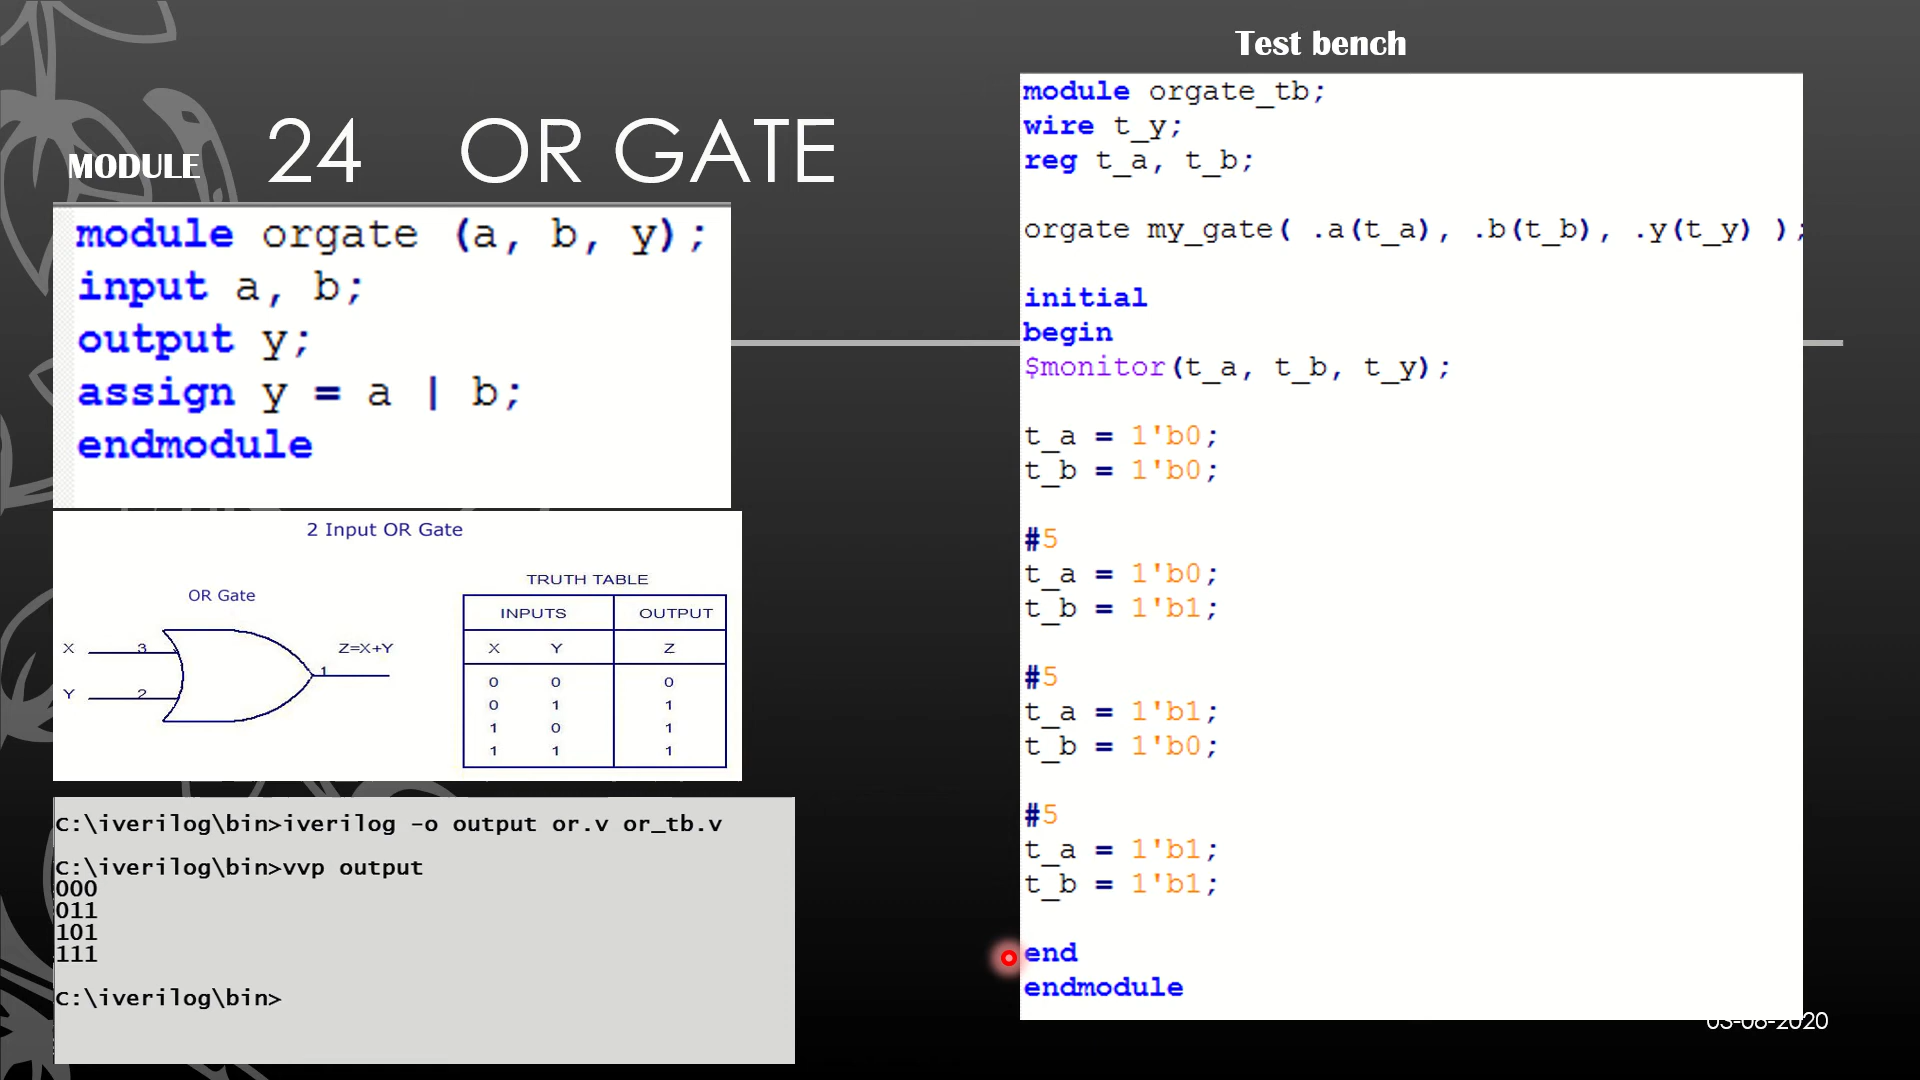 MODULE 24 OR GATE
module orgate (a, b, y);
input a, b;
output y;
assign y = a | b;
endmodule
2 Input OR Gate
OR Gate
X 3
Y 2
Z=X+Y
1
TRUTH TABLE
INPUTS OUTPUT
X Y Z
0 0 0
0 1 1
1 0 1
1 1 1
C:\iverilog\bin>iverilog -o output or.v or_tb.v
C:\iverilog\bin>vvp output
000
011
101
111
C:\iverilog\bin>
Test bench
module orgate_tb;
wire t_y;
reg t_a, t_b;
orgate my_gate( .a(t_a), .b(t_b), .y(t_y) );
initial
begin
$monitor(t_a, t_b, t_y);
t_a = 1'b0;
t_b = 1'b0;
#5
t_a = 1'b0;
t_b = 1'b1;
#5
t_a = 1'b1;
t_b = 1'b0;
#5
t_a = 1'b1;
t_b = 1'b1;
end
endmodule
03-08-2020